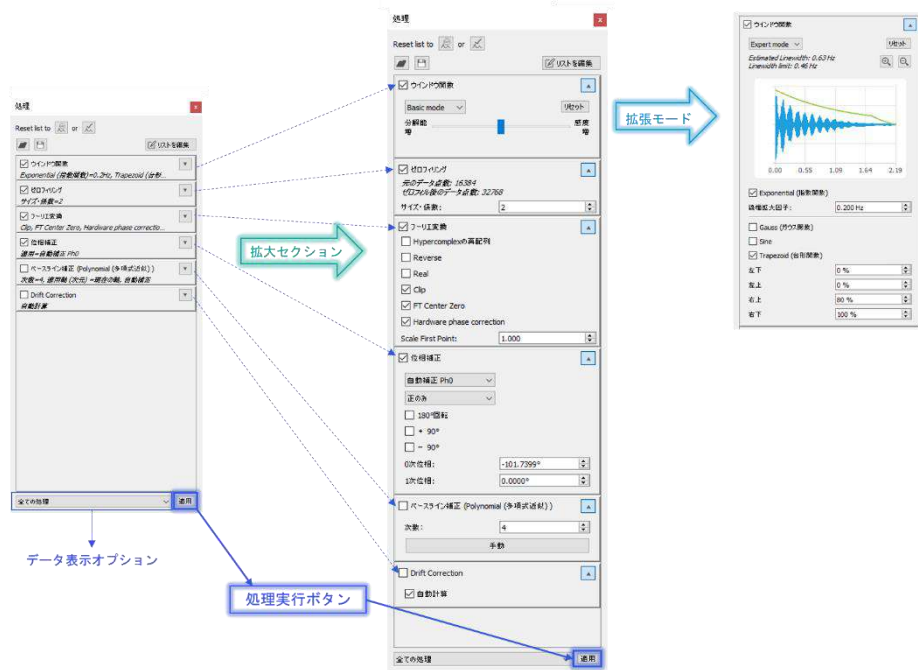 処理
Reset list to or
リストを編集
ウインドウ関数
Exponential (指数関数)=0.2Hz, Trapezoid (台形...
ゼロフィリング
サイズ・係数=2
フーリエ変換
Clip, FT Center Zero, Hardware phase correctio...
位相補正
適用=自動補正 Ph0
ベースライン補正 (Polynomial (多項式近似) )
次数=4, 適用軸 (次元) =現在の軸, 自動補正
Drift Correction
自動計算
全ての処理
適用
データ表示オプション
処理実行ボタン
拡大セクション
処理
Reset list to or
リストを編集
ウインドウ関数
Basic mode
リセット
分解能
増
感度
増
ゼロフィリング
元のデータ点数: 16384
ゼロフィル後のデータ点数: 32768
サイズ・係数:
2
フーリエ変換
Hypercomplexの再配列
Reverse
Real
Clip
FT Center Zero
Hardware phase correction
Scale First Point:
1.000
位相補正
自動補正 Ph0
正のみ
180°回転
+ 90°
- 90°
0次位相:
-101.7399°
1次位相:
0.0000°
ベースライン補正 (Polynomial (多項式近似) )
次数:
4
手動
Drift Correction
自動計算
全ての処理
適用
拡張モード
ウインドウ関数
Expert mode
リセット
Estimated Linewidth: 0.63 Hz
Linewidth limit: 0.46 Hz
0.00 0.55 1.09 1.64 2.19
Exponential (指数関数)
線幅拡大因子:
0.200 Hz
Gauss (ガウス関数)
Sine
Trapezoid (台形関数)
左下
0 %
左上
0 %
右上
80 %
右下
100 %